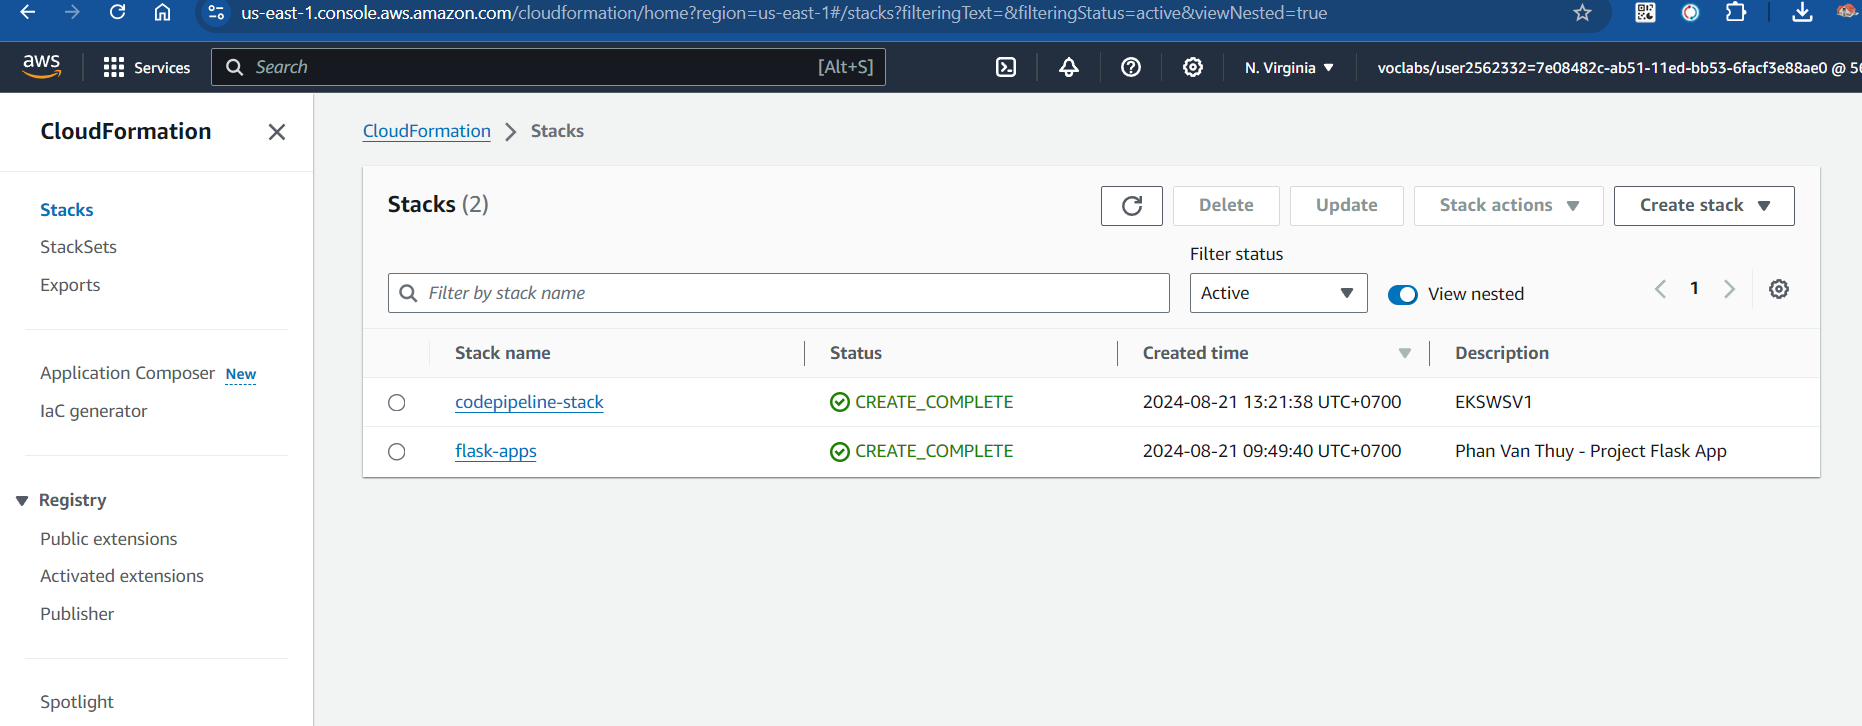 us-east-1.console.aws.amazon.com/cloudformation/home?region=us-east-1#/stacks?filteringText=&filteringStatus=active&viewNested=true
aws
Services
Search
[Alt+S]
N. Virginia
voclabs/user2562332=7e08482c-ab51-11ed-bb53-6facf3e88ae0 @ 56
CloudFormation
Stacks
StackSets
Exports
Application Composer New
IaC generator
Registry
Public extensions
Activated extensions
Publisher
Spotlight
CloudFormation > Stacks
Stacks (2)
Delete
Update
Stack actions
Create stack
Filter status
Filter by stack name
Active
View nested
1
Stack name Status Created time Description
codepipeline-stack CREATE_COMPLETE 2024-08-21 13:21:38 UTC+0700 EKSWSV1
flask-apps CREATE_COMPLETE 2024-08-21 09:49:40 UTC+0700 Phan Van Thuy - Project Flask App